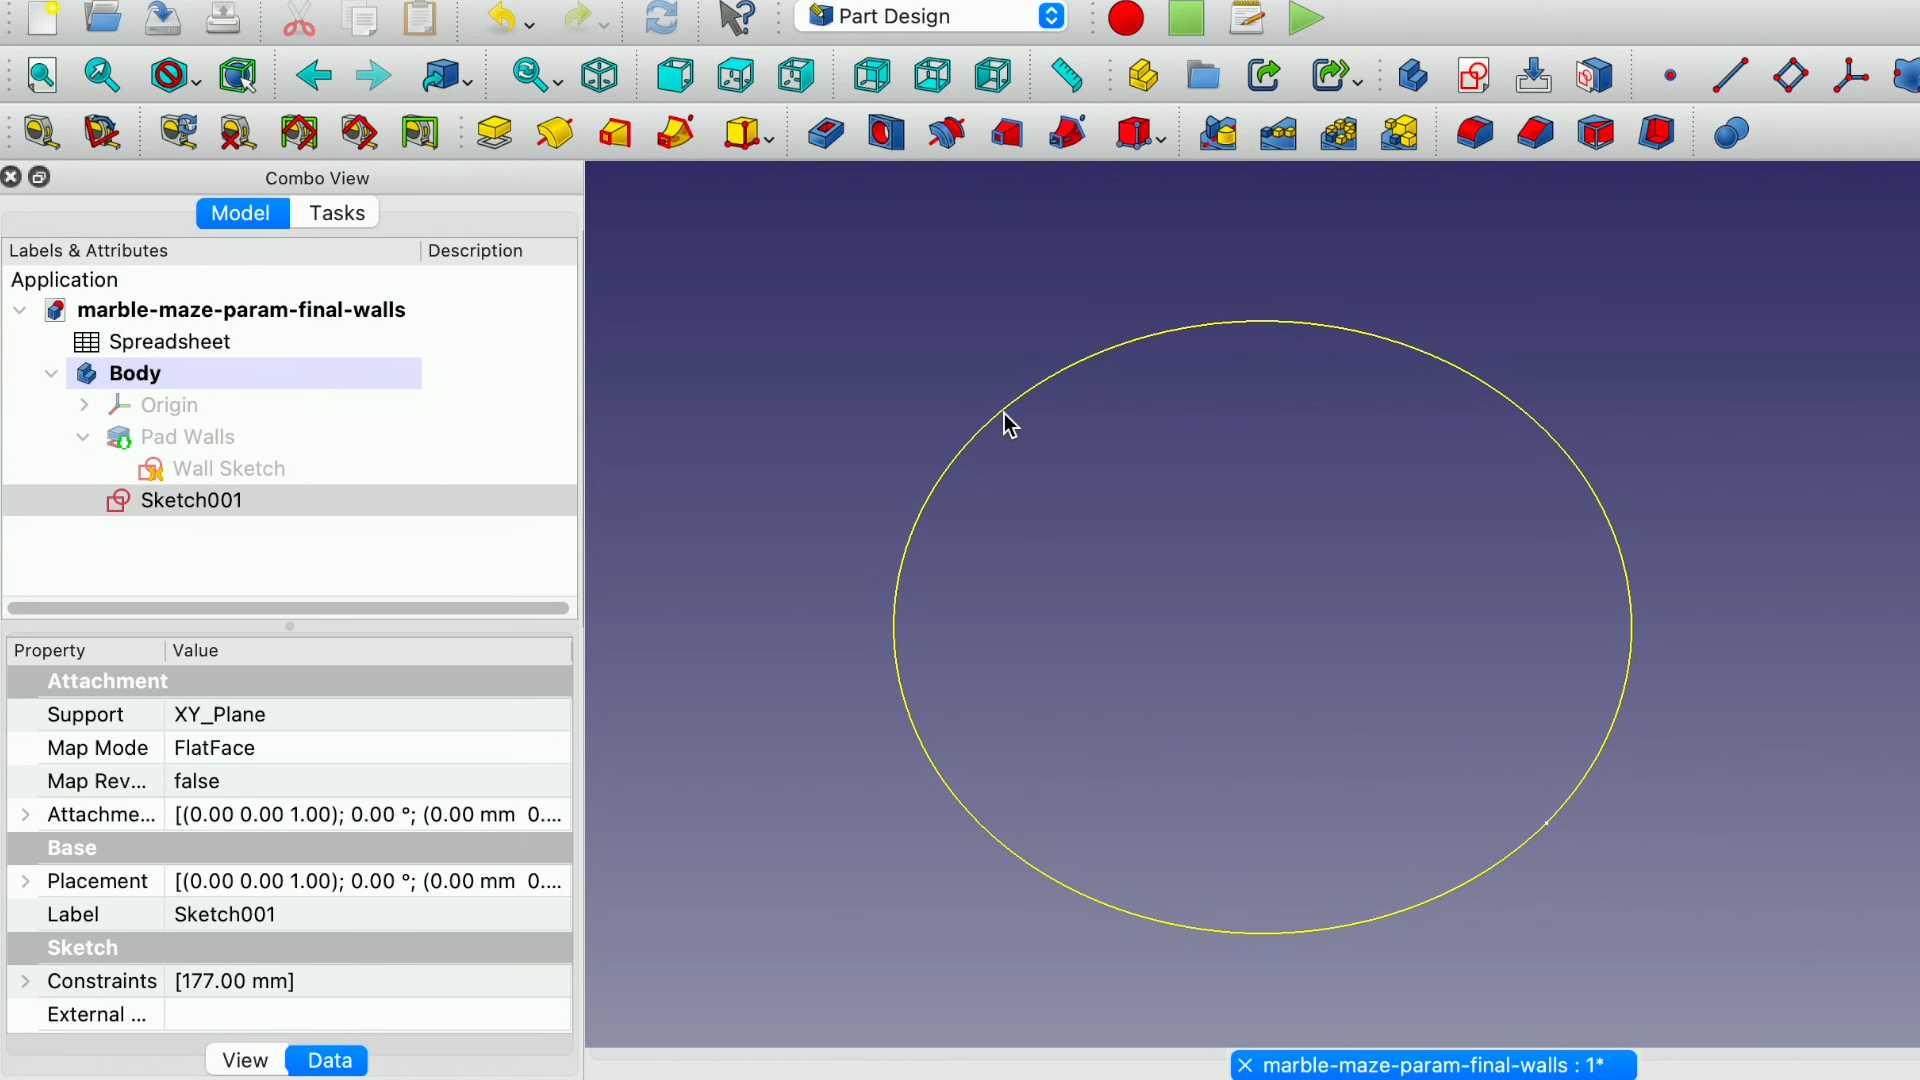 Part Design
Combo View
Model Tasks
Labels & Attributes Description
Application
marble-maze-param-final-walls
Spreadsheet
Body
Origin
Pad Walls
Wall Sketch
Sketch001
Property Value
Attachment
Support XY_Plane
Map Mode FlatFace
Map Rev... false
Attachme... [(0.00 0.00 1.00); 0.00 °; (0.00 mm 0....
Base
Placement [(0.00 0.00 1.00); 0.00 °; (0.00 mm 0....
Label Sketch001
Sketch
Constraints [177.00 mm]
External ...
View Data
marble-maze-param-final-walls : 1*